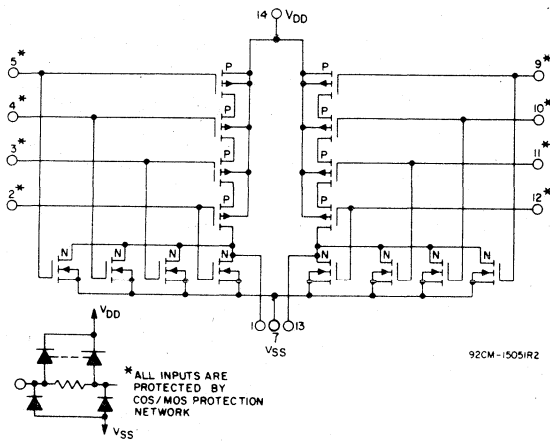 14 VDD
5*
P
P
9*
4*
P
P
10*
3*
P
P
11*
2*
P
P
12*
N
N
N
N
N
N
N
N
1
7
13
VSS
92CM-15051R2
VDD
*ALL INPUTS ARE
PROTECTED BY
COS/MOS PROTECTION
NETWORK
VSS